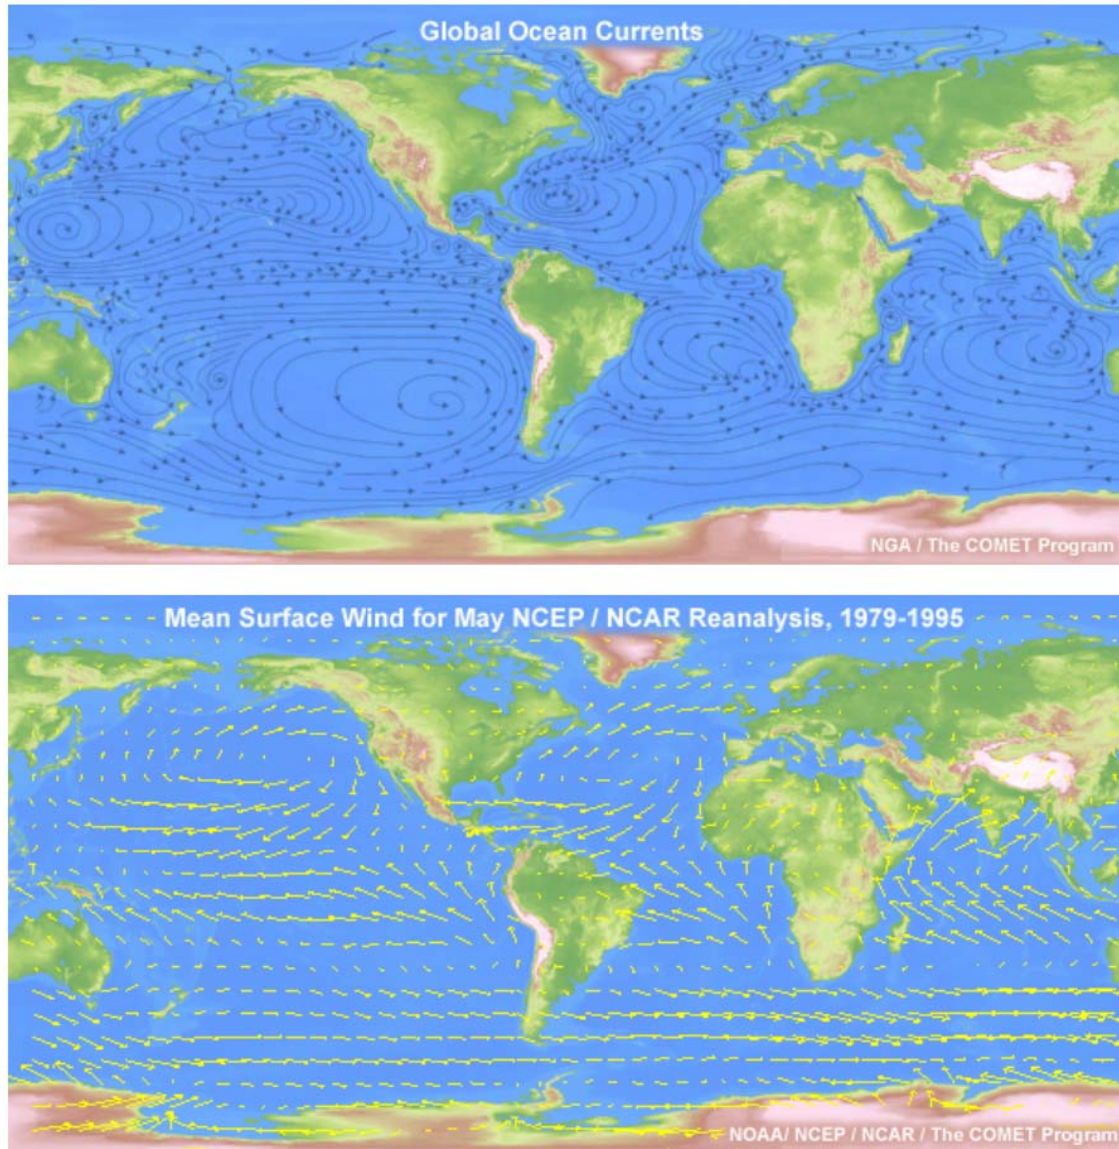 Global Ocean Currents
NGA / The COMET Program
Mean Surface Wind for May NCEP / NCAR Reanalysis, 1979-1995
NOAA/ NCEP / NCAR / The COMET Program